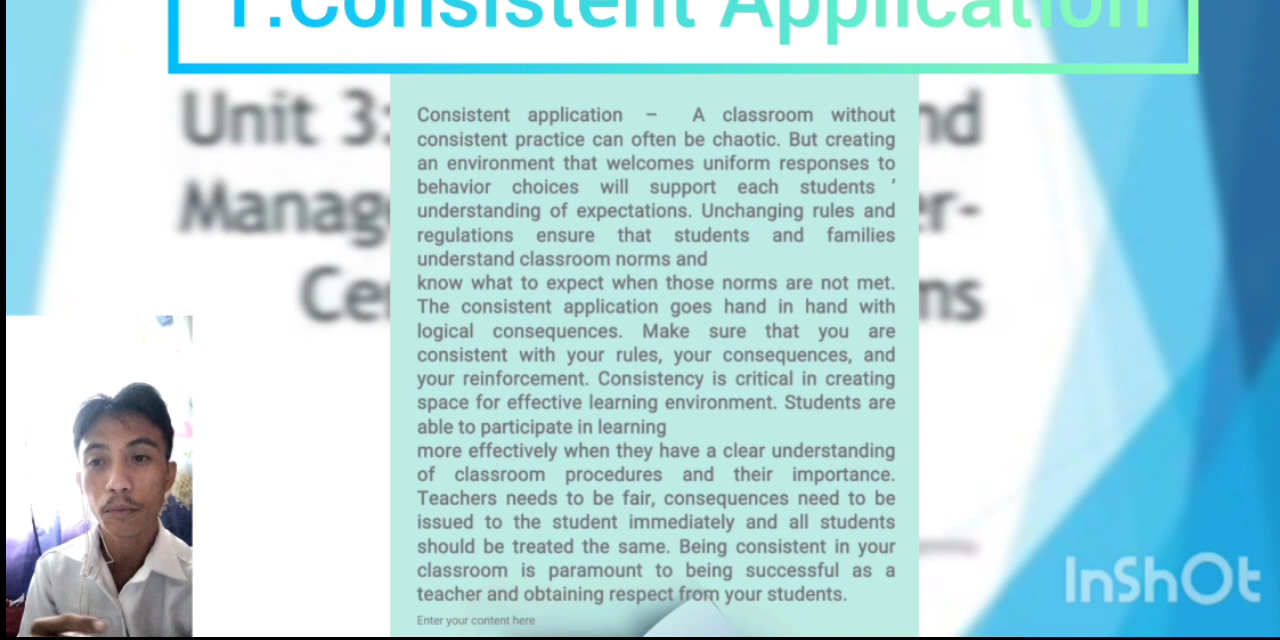 1.Consistent Application
Unit 3:
nd
Manag
er-
Ce
ms
Consistent application – A classroom without
consistent practice can often be chaotic. But creating
an environment that welcomes uniform responses to
behavior choices will support each students ’
understanding of expectations. Unchanging rules and
regulations ensure that students and families
understand classroom norms and
know what to expect when those norms are not met.
The consistent application goes hand in hand with
logical consequences. Make sure that you are
consistent with your rules, your consequences, and
your reinforcement. Consistency is critical in creating
space for effective learning environment. Students are
able to participate in learning
more effectively when they have a clear understanding
of classroom procedures and their importance.
Teachers needs to be fair, consequences need to be
issued to the student immediately and all students
should be treated the same. Being consistent in your
classroom is paramount to being successful as a
teacher and obtaining respect from your students.
Enter your content here
InShOt